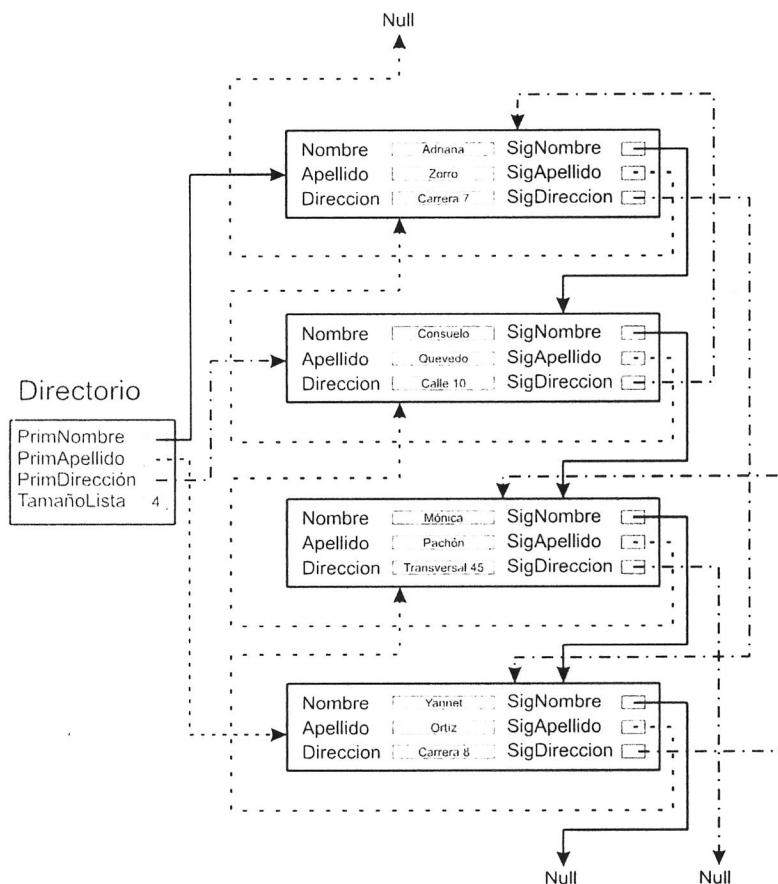 Null
Nombre Adriana SigNombre
Apellido Zorro SigApellido
Direccion Carrera 7 SigDireccion
Nombre Consuelo SigNombre
Apellido Quevedo SigApellido
Direccion Calle 10 SigDireccion
Directorio
PrimNombre
PrimApellido
PrimDirección
TamañoLista 4
Nombre Mónica SigNombre
Apellido Pachón SigApellido
Direccion Transversal 45 SigDireccion
Nombre Yannet SigNombre
Apellido Ortiz SigApellido
Direccion Carrera 8 SigDireccion
Null Null